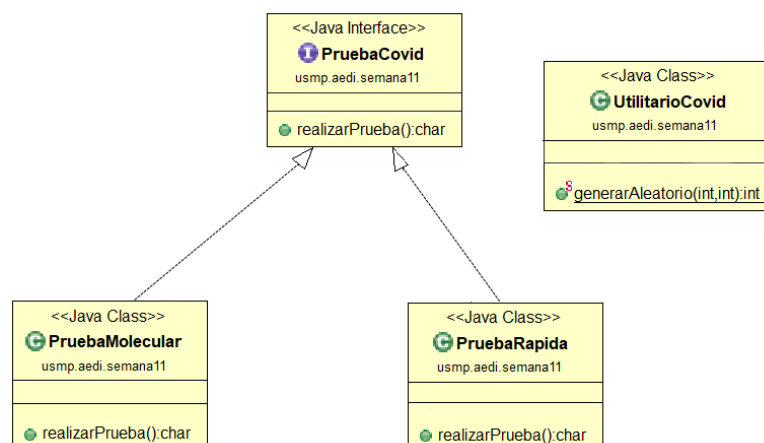 <<Java Interface>>
PruebaCovid
usmp.aedi.semana11
realizarPrueba():char
<<Java Class>>
UtilitarioCovid
usmp.aedi.semana11
generarAleatorio(int,int):int
<<Java Class>>
PruebaMolecular
usmp.aedi.semana11
realizarPrueba():char
<<Java Class>>
PruebaRapida
usmp.aedi.semana11
realizarPrueba():char